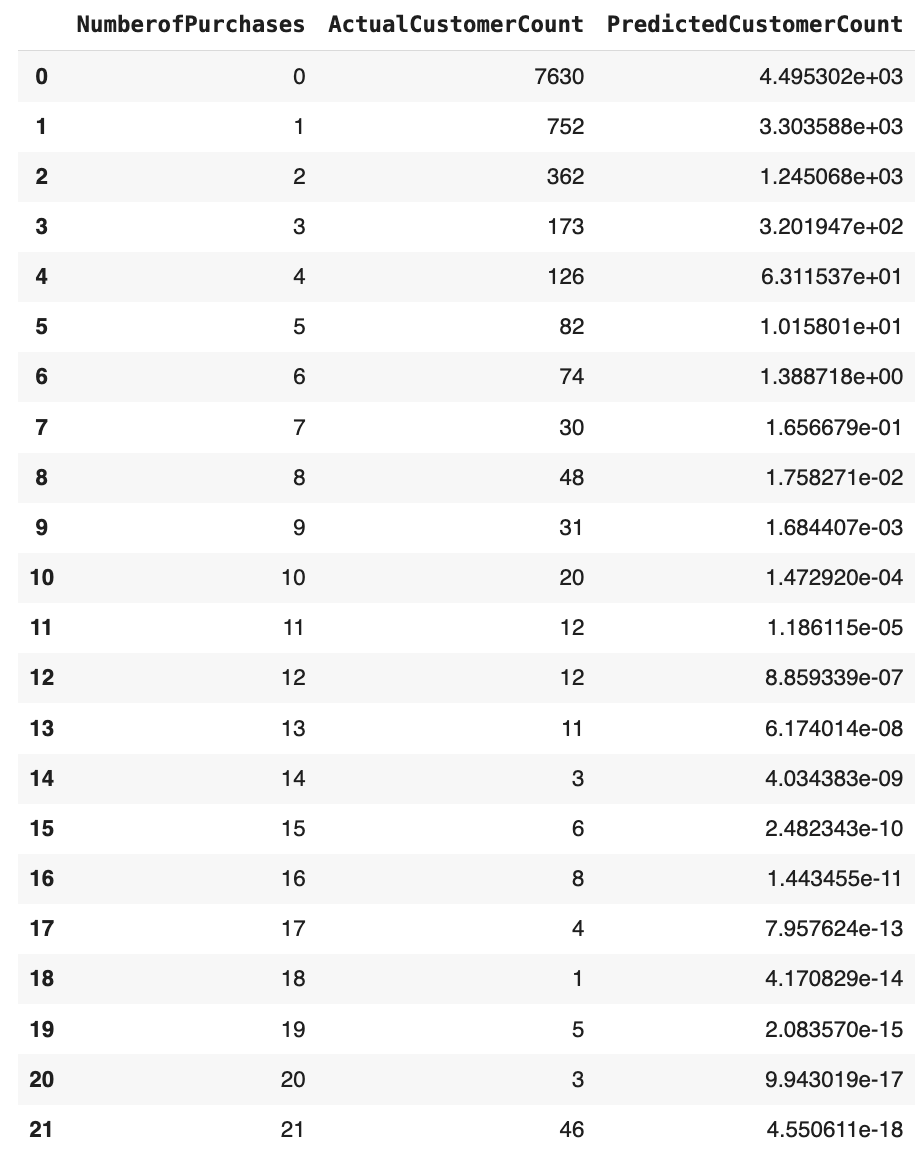 NumberofPurchases ActualCustomerCount PredictedCustomerCount
0 0 7630 4.495302e+03
1 1 752 3.303588e+03
2 2 362 1.245068e+03
3 3 173 3.201947e+02
4 4 126 6.311537e+01
5 5 82 1.015801e+01
6 6 74 1.388718e+00
7 7 30 1.656679e-01
8 8 48 1.758271e-02
9 9 31 1.684407e-03
10 10 20 1.472920e-04
11 11 12 1.186115e-05
12 12 12 8.859339e-07
13 13 11 6.174014e-08
14 14 3 4.034383e-09
15 15 6 2.482343e-10
16 16 8 1.443455e-11
17 17 4 7.957624e-13
18 18 1 4.170829e-14
19 19 5 2.083570e-15
20 20 3 9.943019e-17
21 21 46 4.550611e-18